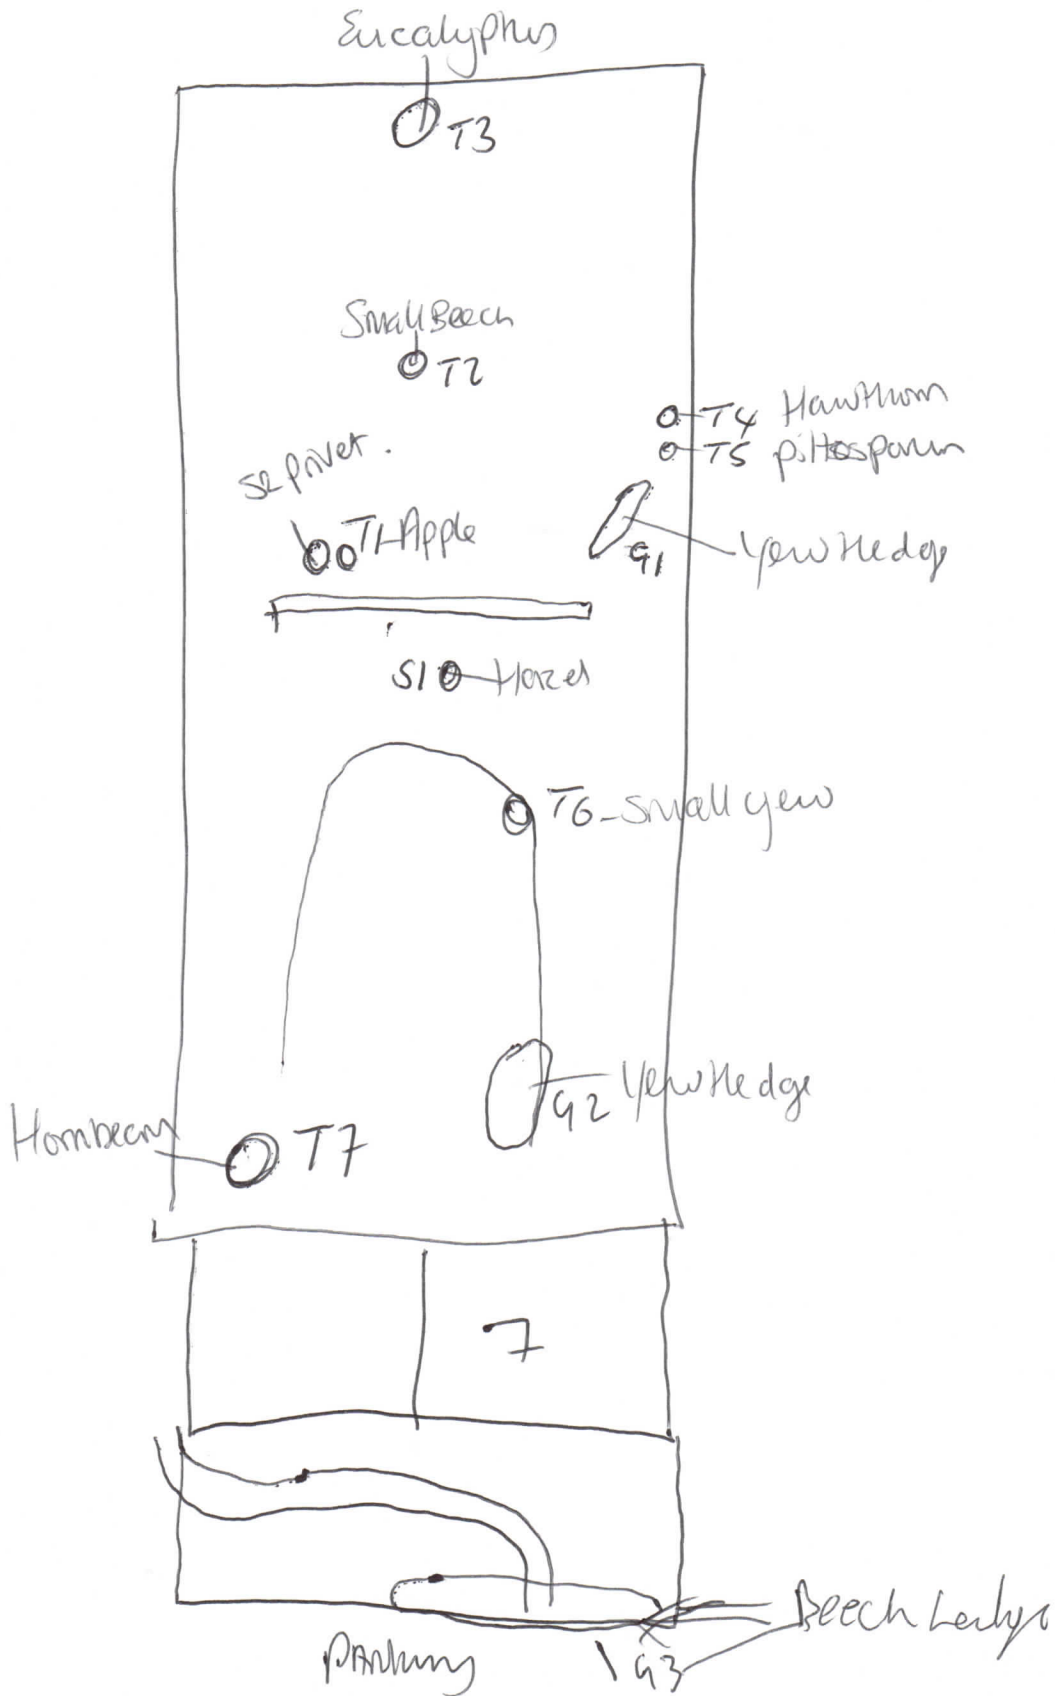 Eucalyptus
T3
Small Beech
T2
T4 Hawthorn
T5 pittosporum
S2 privet.
T1-Apple
G1 Yew Hedge
S1 Hazel
T6-Small yew
G2 Yew Hedge
Hornbeam T7
7
Beech Hedge
Parking G3